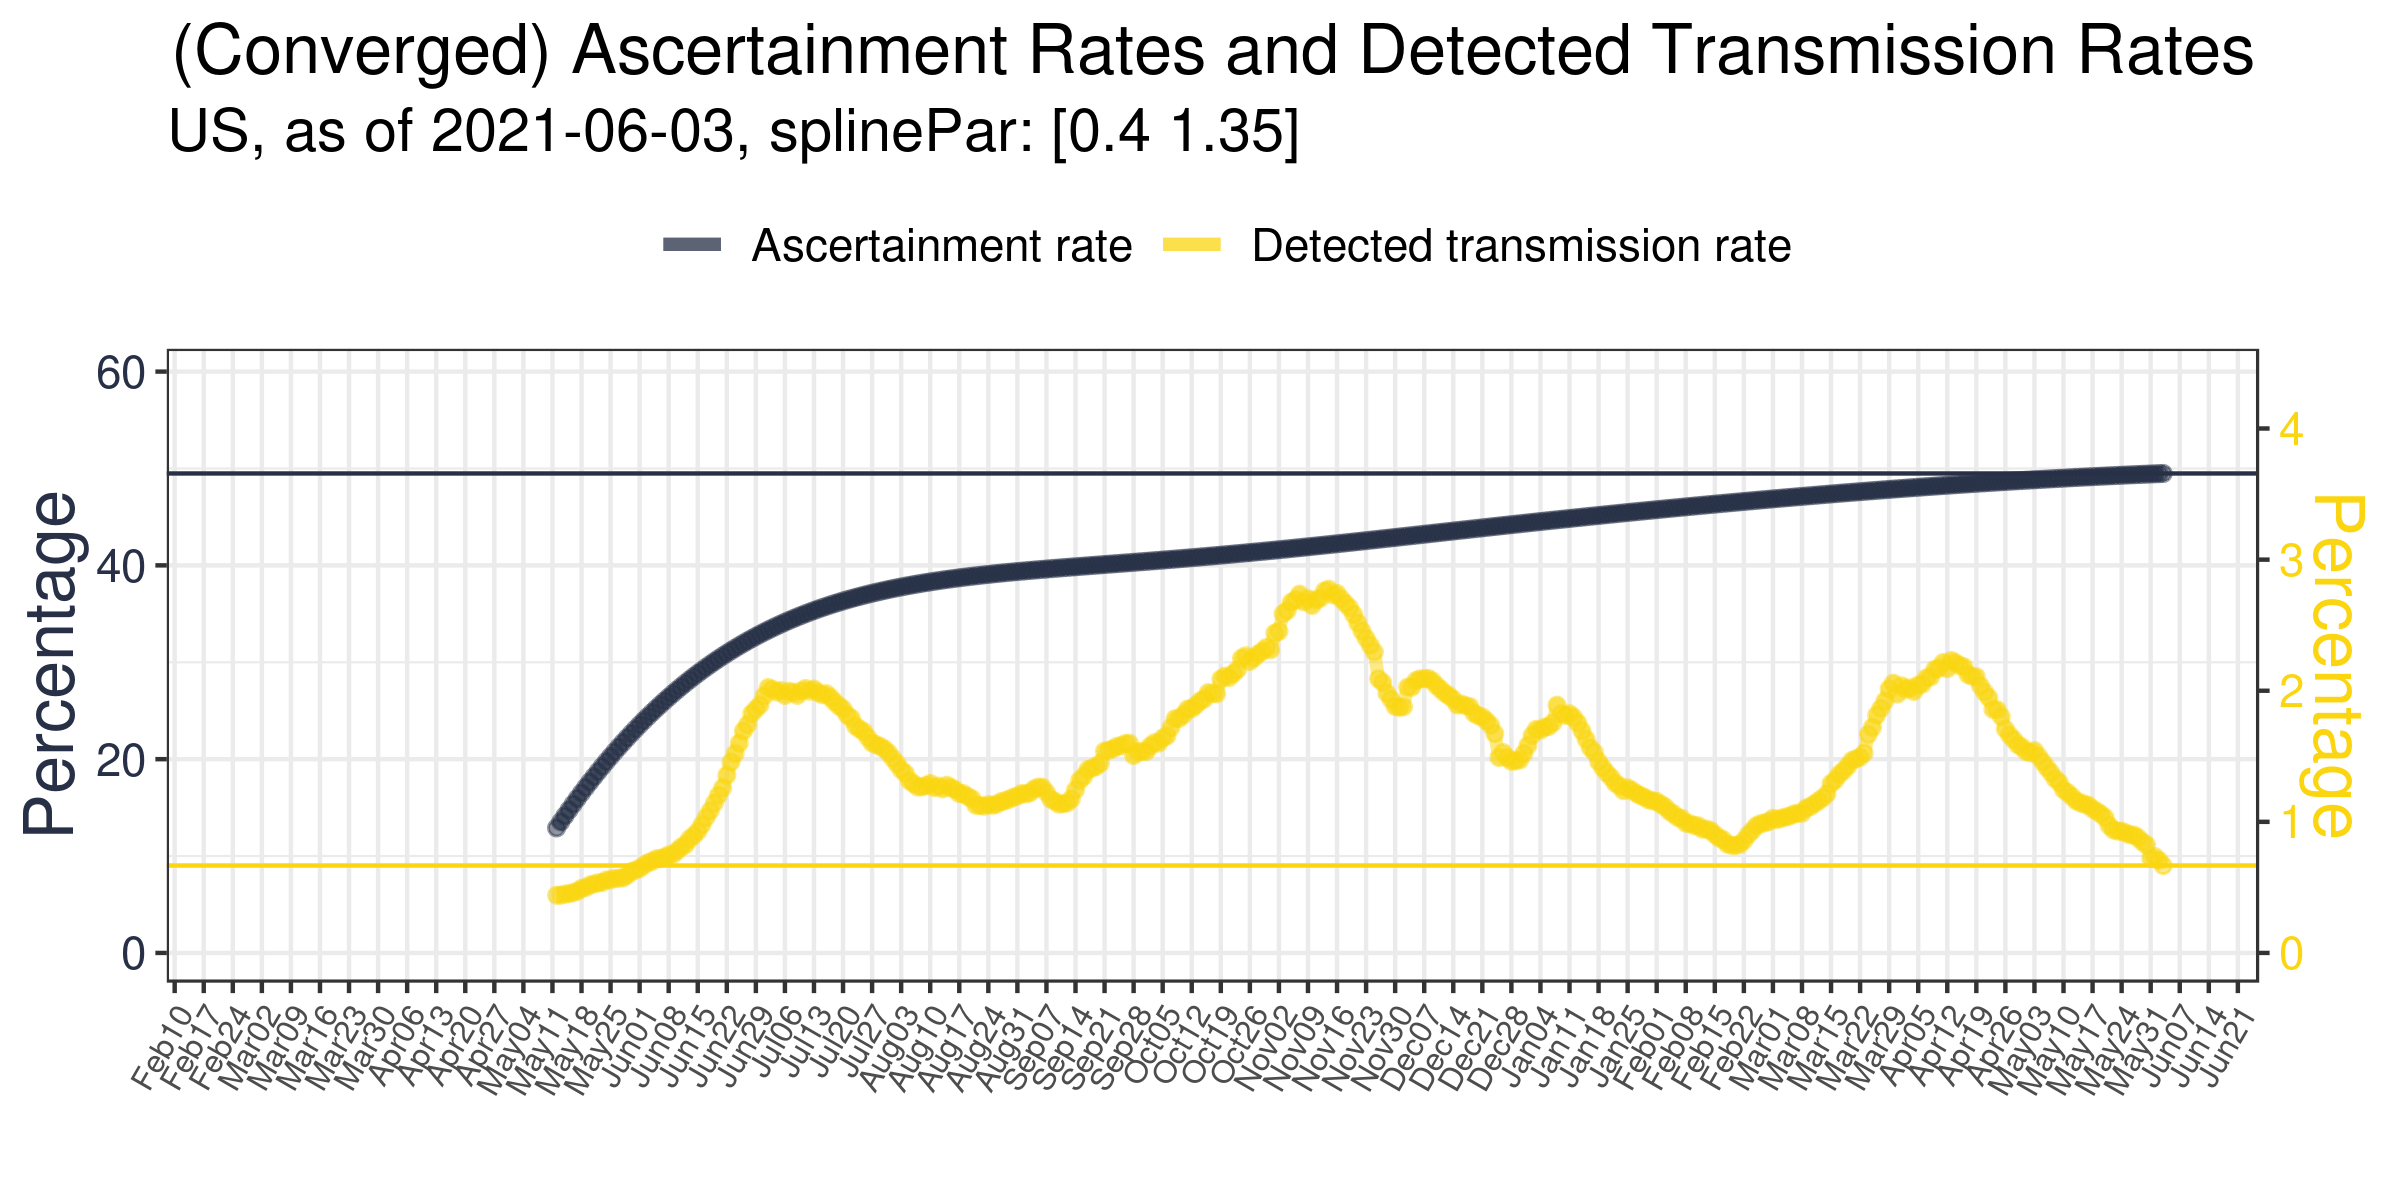 (Converged) Ascertainment Rates and Detected Transmission Rates
US, as of 2021-06-03, splinePar: [0.4 1.35]
Ascertainment rate
Detected transmission rate
Percentage
60
40
20
0
4
3
2
1
0
Percentage
Feb10
Feb17
Feb24
Mar02
Mar09
Mar16
Mar23
Mar30
Apr06
Apr13
Apr20
Apr27
May04
May11
May18
May25
Jun01
Jun08
Jun15
Jun22
Jun29
Jul06
Jul13
Jul20
Jul27
Aug03
Aug10
Aug17
Aug24
Aug31
Sep07
Sep14
Sep21
Sep28
Oct05
Oct12
Oct19
Oct26
Nov02
Nov09
Nov16
Nov23
Nov30
Dec07
Dec14
Dec21
Dec28
Jan04
Jan11
Jan18
Jan25
Feb01
Feb08
Feb15
Feb22
Mar01
Mar08
Mar15
Mar22
Mar29
Apr05
Apr12
Apr19
Apr26
May03
May10
May17
May24
May31
Jun07
Jun14
Jun21